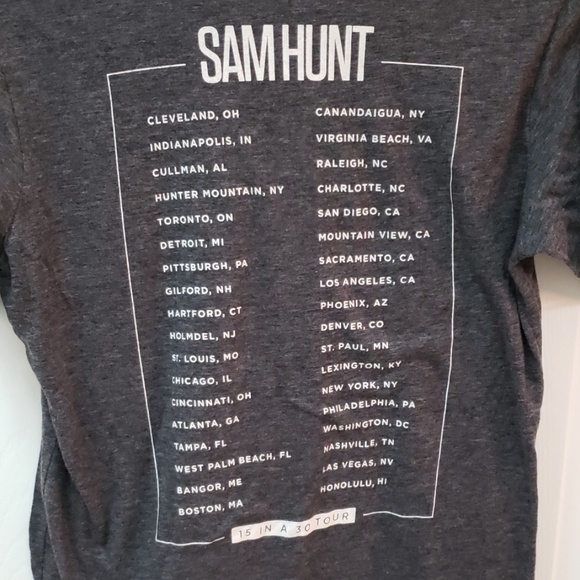 SAM HUNT
CLEVELAND, OH
INDIANAPOLIS, IN
CULLMAN, AL
HUNTER MOUNTAIN, NY
TORONTO, ON
DETROIT, MI
PITTSBURGH, PA
GILFORD, NH
HARTFORD, CT
HOLMDEL, NJ
ST. LOUIS, MO
CHICAGO, IL
CINCINNATI, OH
ATLANTA, GA
TAMPA, FL
WEST PALM BEACH, FL
BANGOR, ME
BOSTON, MA
CANANDAIGUA, NY
VIRGINIA BEACH, VA
RALEIGH, NC
CHARLOTTE, NC
SAN DIEGO, CA
MOUNTAIN VIEW, CA
SACRAMENTO, CA
LOS ANGELES, CA
PHOENIX, AZ
DENVER, CO
ST. PAUL, MN
LEXINGTON, KY
NEW YORK, NY
PHILADELPHIA, PA
WASHINGTON, DC
NASHVILLE, TN
LAS VEGAS, NV
HONOLULU, HI
15 IN A 30 TOUR